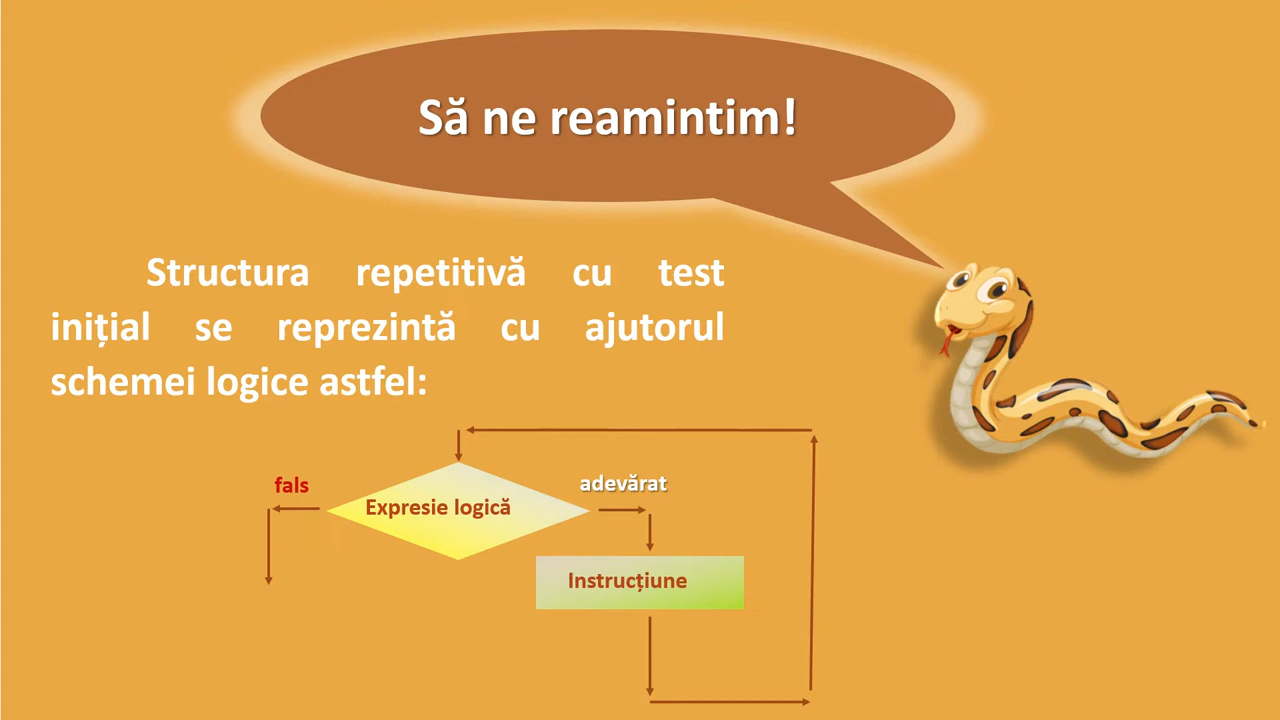 Să ne reamintim!
Structura repetitivă cu test
inițial se reprezintă cu ajutorul
schemei logice astfel:
fals
Expresie logică
adevărat
Instrucțiune